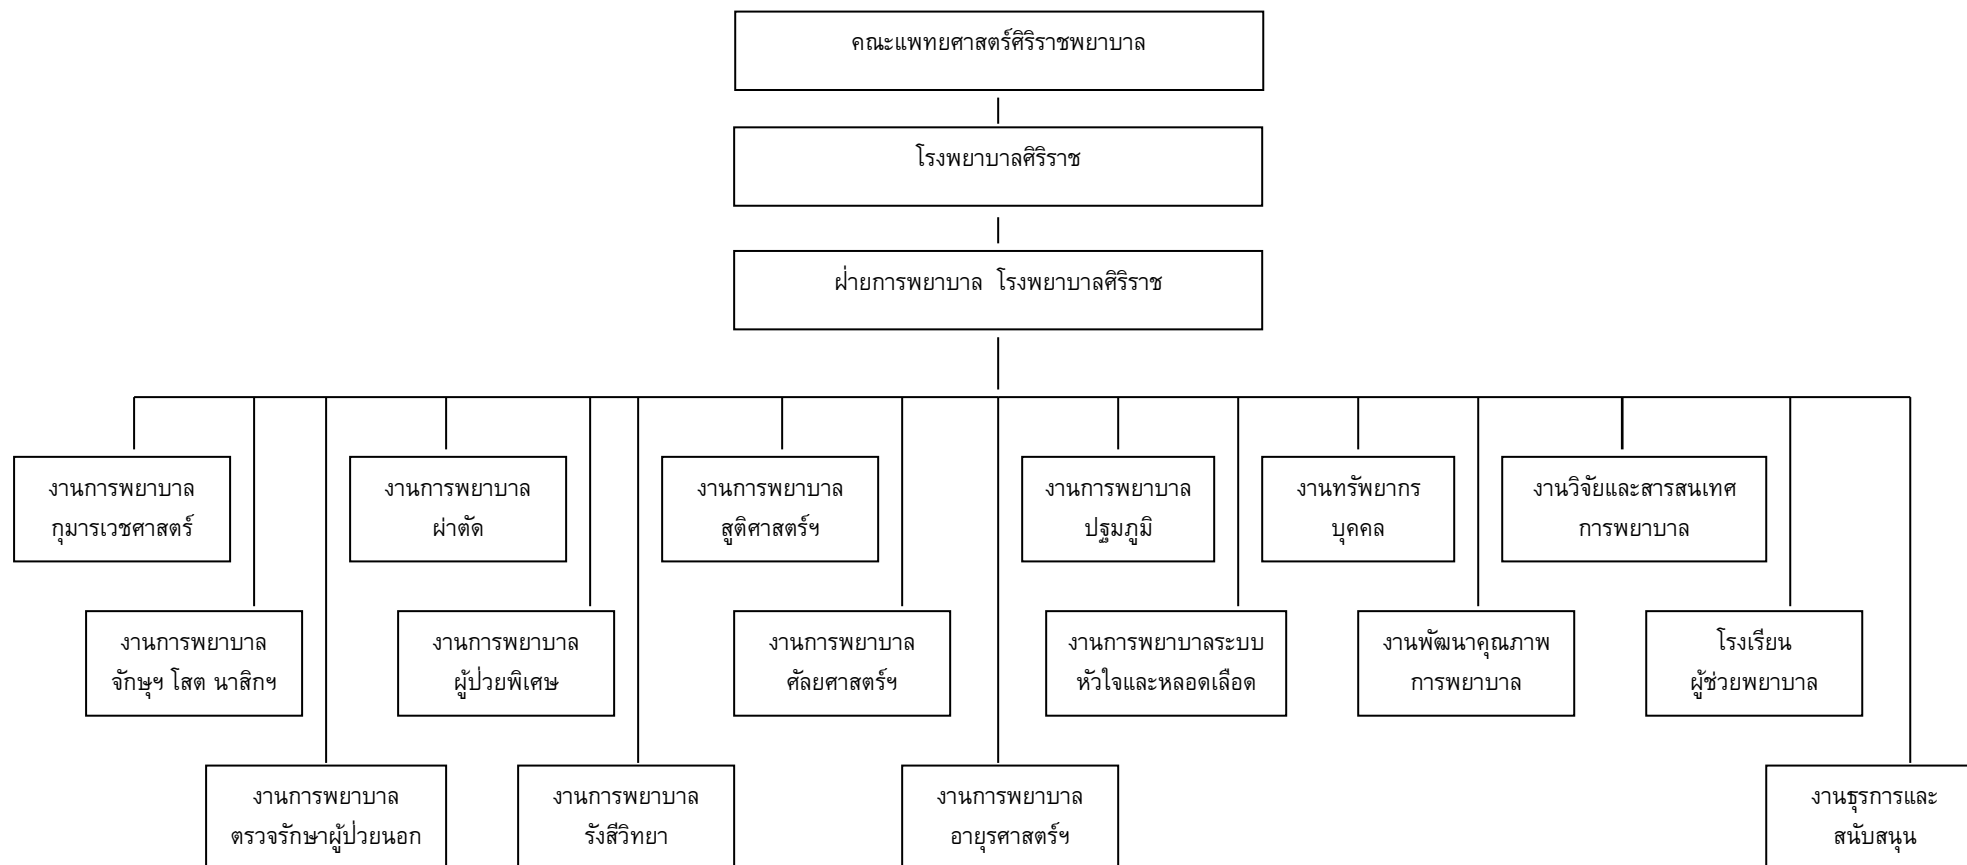 คณะแพทยศาสตร์ศิริราชพยาบาล
โรงพยาบาลศิริราช
ฝ่ายการพยาบาล โรงพยาบาลศิริราช
งานการพยาบาล
กุมารเวชศาสตร์
งานการพยาบาล
ผ่าตัด
งานการพยาบาล
สูติศาสตร์ฯ
งานการพยาบาล
ปฐมภูมิ
งานทรัพยากร
บุคคล
งานวิจัยและสารสนเทศ
การพยาบาล
งานการพยาบาล
จักษุฯ โสต นาสิกฯ
งานการพยาบาล
ผู้ป่วยพิเศษ
งานการพยาบาล
ศัลยศาสตร์ฯ
งานการพยาบาลระบบ
หัวใจและหลอดเลือด
งานพัฒนาคุณภาพ
การพยาบาล
โรงเรียน
ผู้ช่วยพยาบาล
งานการพยาบาล
ตรวจรักษาผู้ป่วยนอก
งานการพยาบาล
รังสีวิทยา
งานการพยาบาล
อายุรศาสตร์ฯ
งานธุรการและ
สนับสนุน